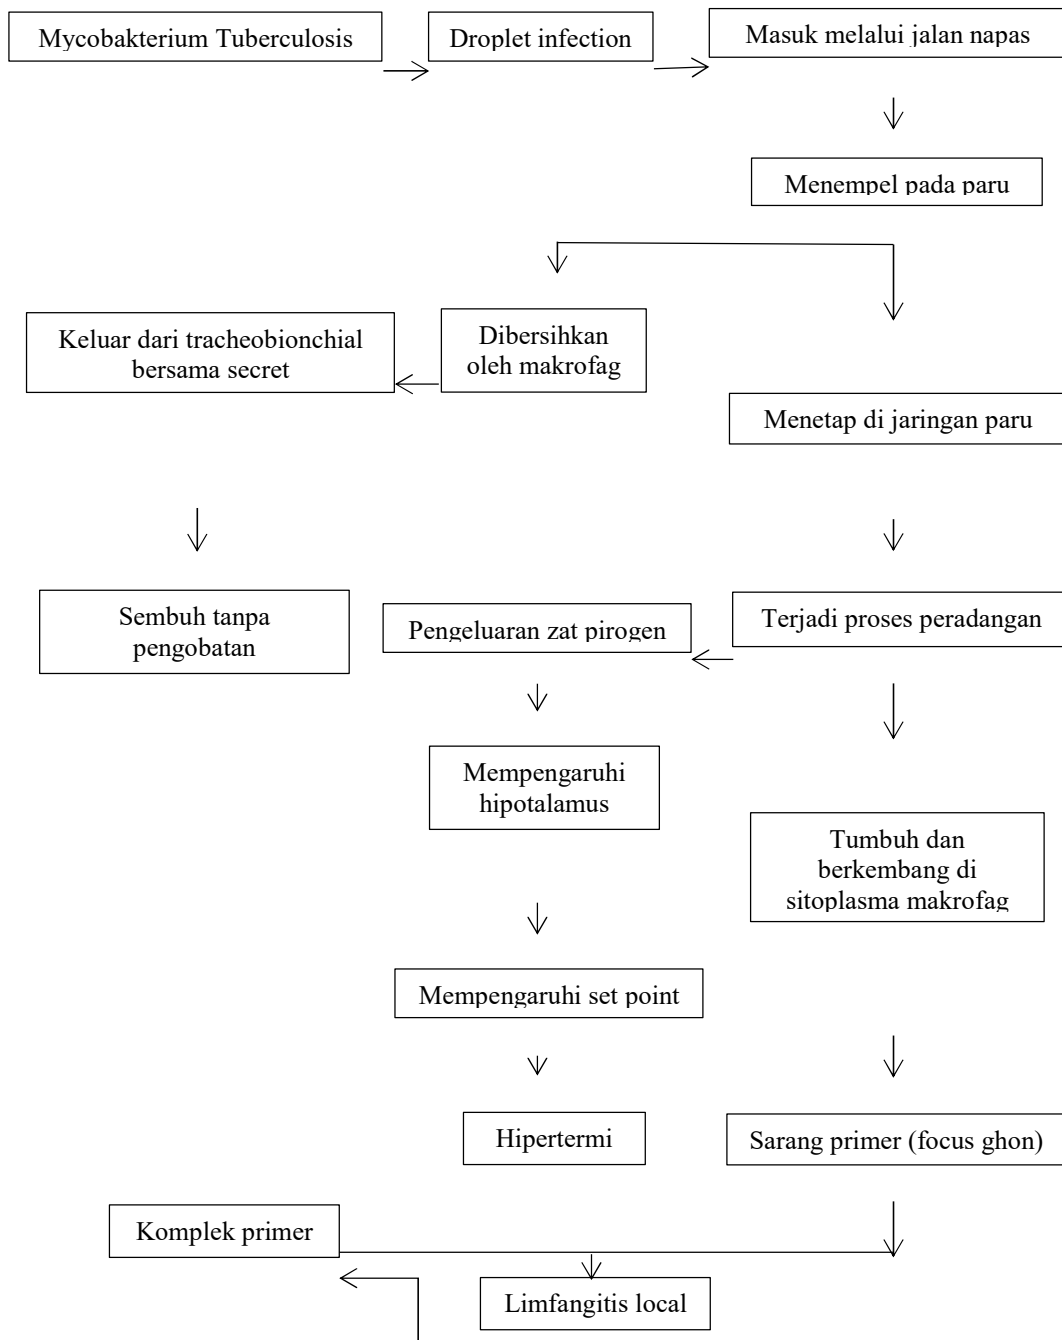 Mycobakterium Tuberculosis
Droplet infection
Masuk melalui jalan napas
Menempel pada paru
Keluar dari tracheobionchial
bersama secret
Dibersihkan
oleh makrofag
Menetap di jaringan paru
Sembuh tanpa
pengobatan
Pengeluaran zat pirogen
Terjadi proses peradangan
Mempengaruhi
hipotalamus
Tumbuh dan
berkembang di
sitoplasma makrofag
Mempengaruhi set point
Hipertermi
Sarang primer (focus ghon)
Komplek primer
Limfangitis local